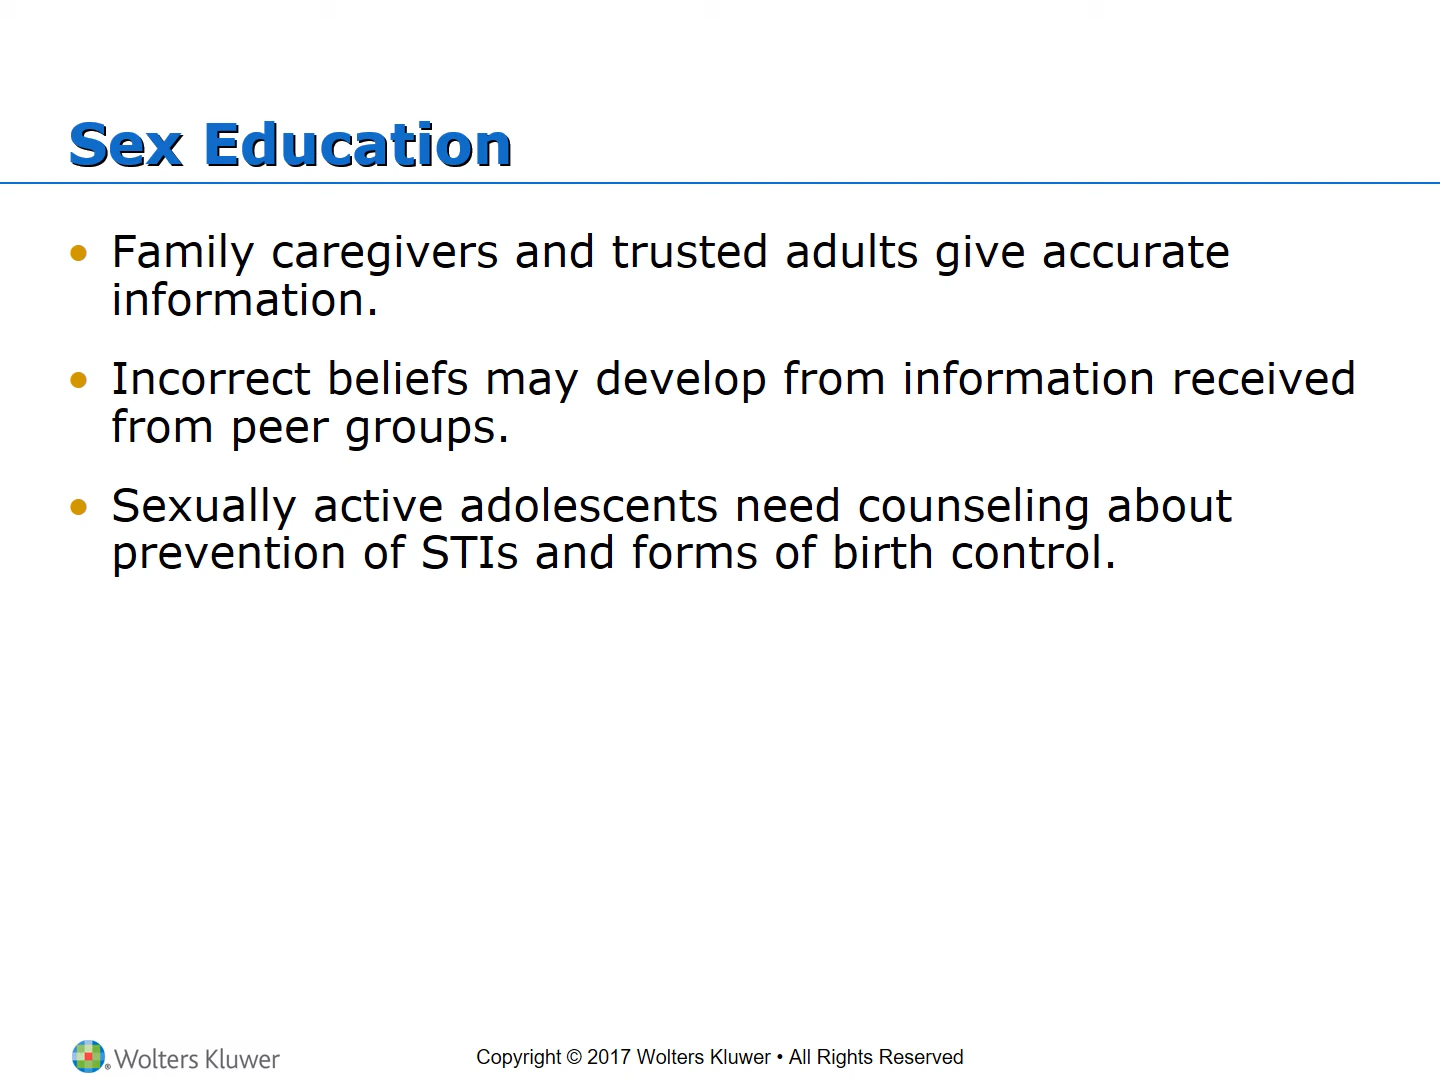 Sex Education
• Family caregivers and trusted adults give accurate
information.
• Incorrect beliefs may develop from information received
from peer groups.
• Sexually active adolescents need counseling about
prevention of STIs and forms of birth control.
® Wolters Kluwer
Copyright © 2017 Wolters Kluwer • All Rights Reserved